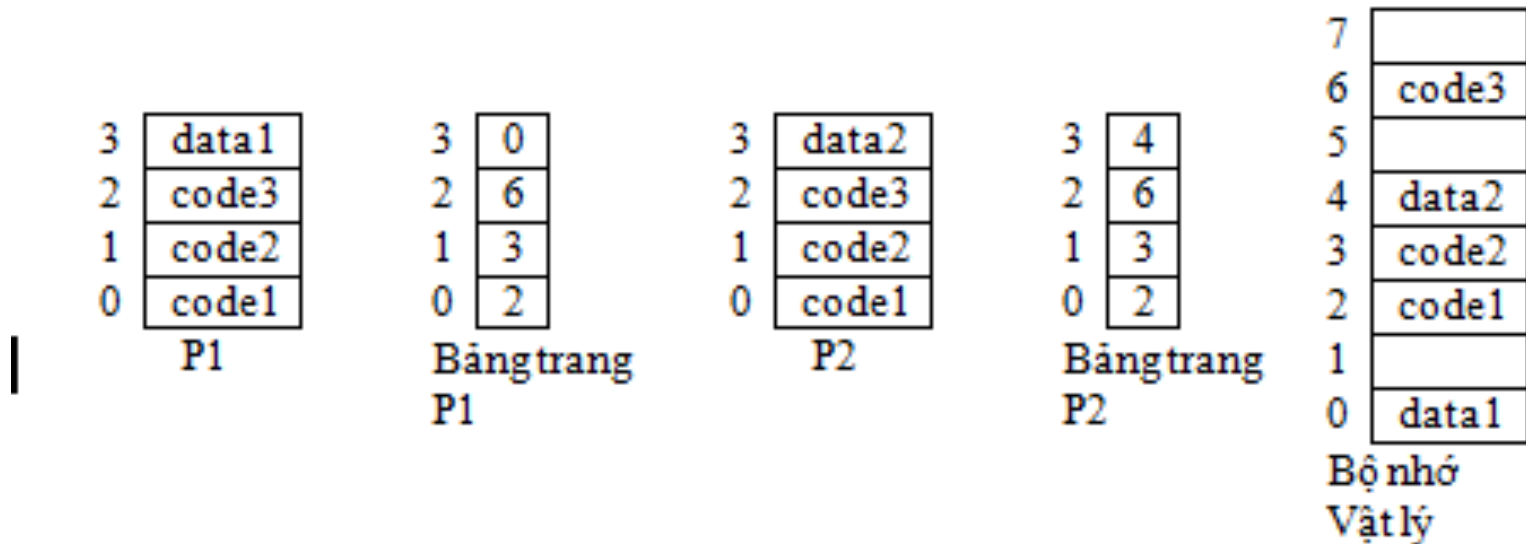 7
6 code3
3 data1 3 0 3 data2 3 4 5
2 code3 2 6 2 code3 2 6 4 data2
1 code2 1 3 1 code2 1 3 3 code2
0 code1 0 2 0 code1 0 2 2 code1
P1 Bảng trang P2 Bảng trang 1
P1 P2 0 data1
Bộ nhớ
Vật lý